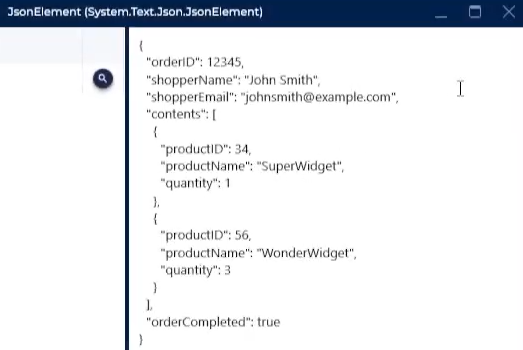 JsonElement (System.Text.Json.JsonElement)
{
"orderID": 12345,
"shopperName": "John Smith",
"shopperEmail": "johnsmith@example.com",
"contents": [
{
"productID": 34,
"productName": "SuperWidget",
"quantity": 1
},
{
"productID": 56,
"productName": "WonderWidget",
"quantity": 3
}
],
"orderCompleted": true
}